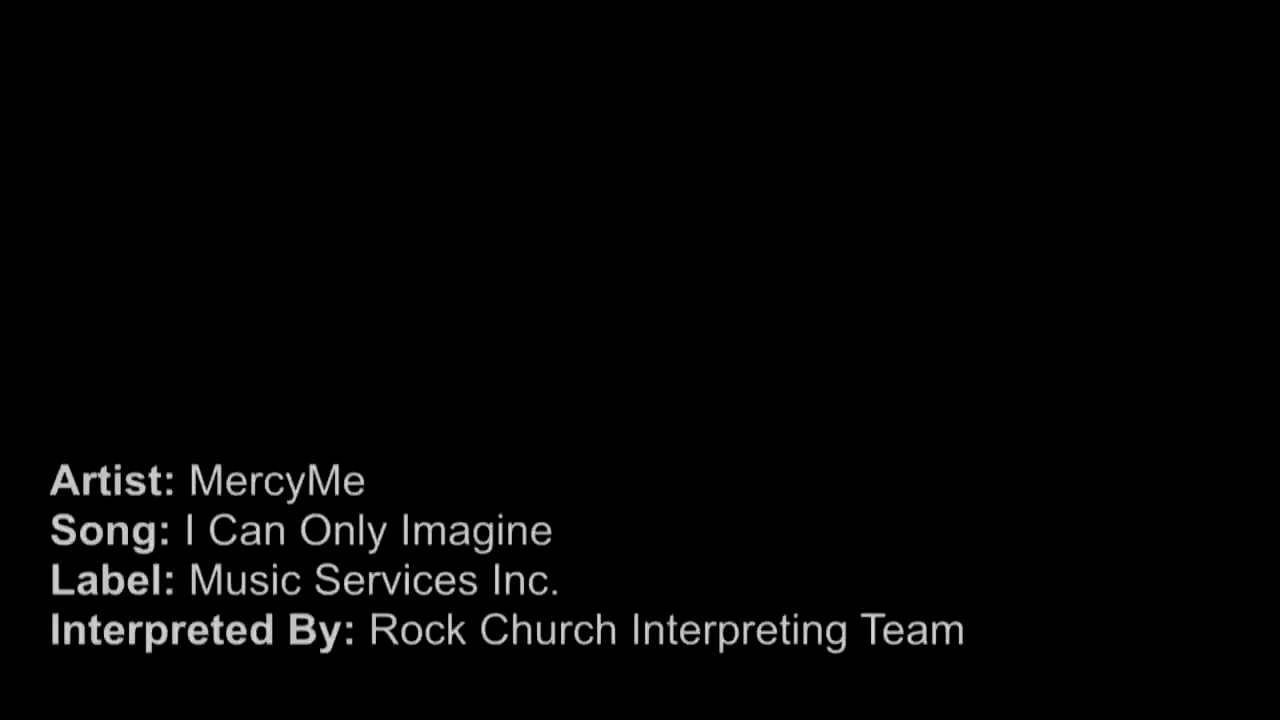 Artist: MercyMe
Song: I Can Only Imagine
Label: Music Services Inc.
Interpreted By: Rock Church Interpreting Team